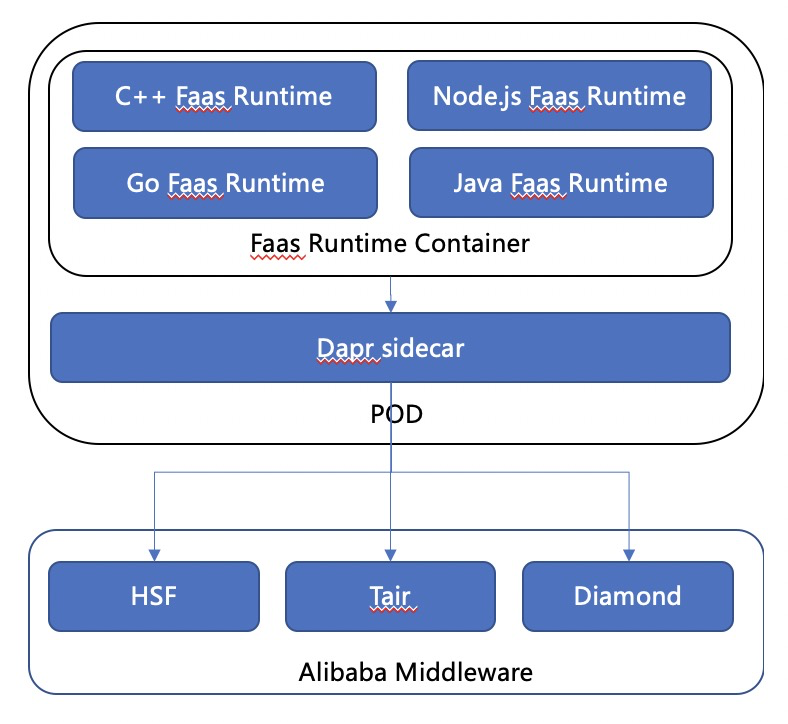 C++ Faas Runtime
Node.js Faas Runtime
Go Faas Runtime
Java Faas Runtime
Faas Runtime Container
Dapr sidecar
POD
HSF
Tair
Diamond
Alibaba Middleware